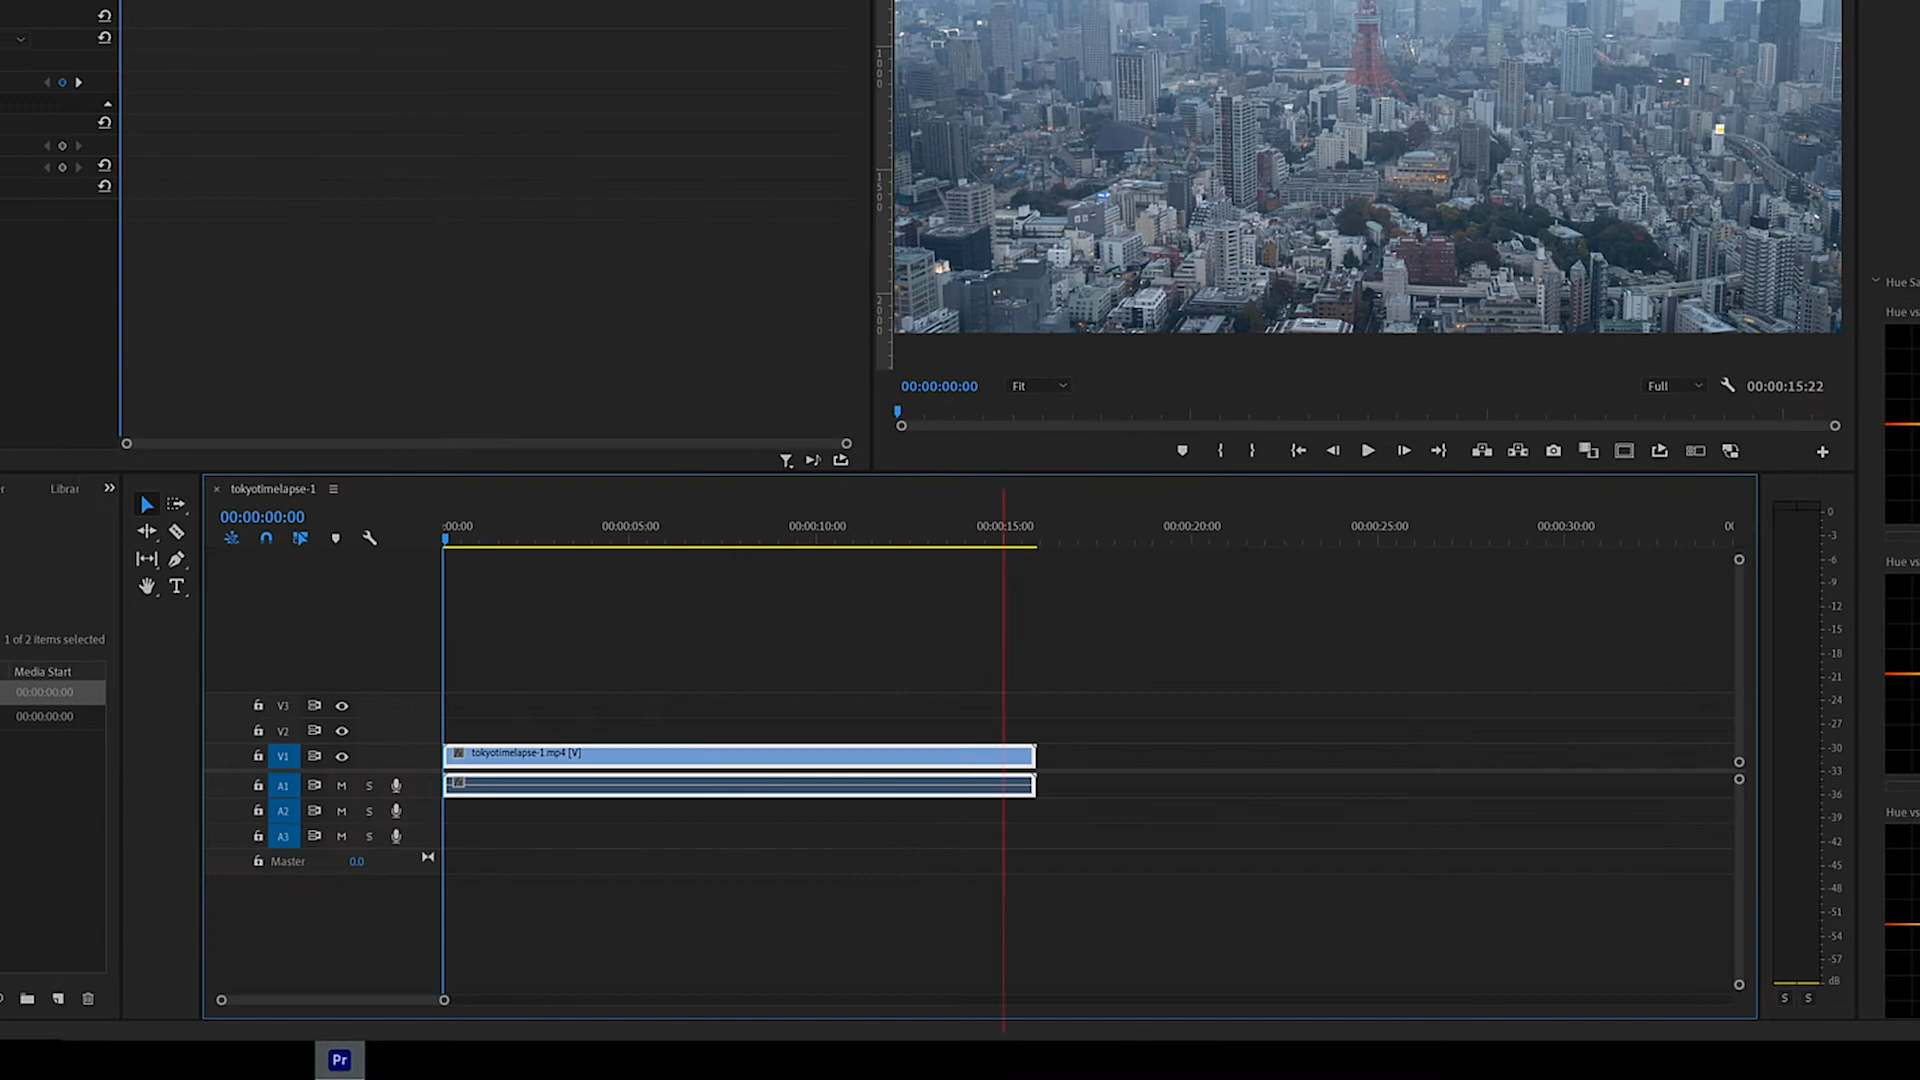 1000
1500
2000
00:00:00:00
Fit
Full
00:00:15:22
Hue Sa
Hue vs
Hue vs
Hue vs
Librar
tokyotimelapse-1
00:00:00:00
:00:00
00:00:05:00
00:00:10:00
00:00:15:00
00:00:20:00
00:00:25:00
00:00:30:00
1 of 2 items selected
Media Start
00:00:00:00
00:00:00:00
V3
V2
V1
tokyotimelapse-1.mp4 [V]
A1 M S
A2 M S
A3 M S
Master 0.0
0
-3
-6
-9
-12
-15
-18
-21
-24
-27
-30
-33
-36
-39
-42
-45
-48
-51
-54
-57
dB
S S
Pr